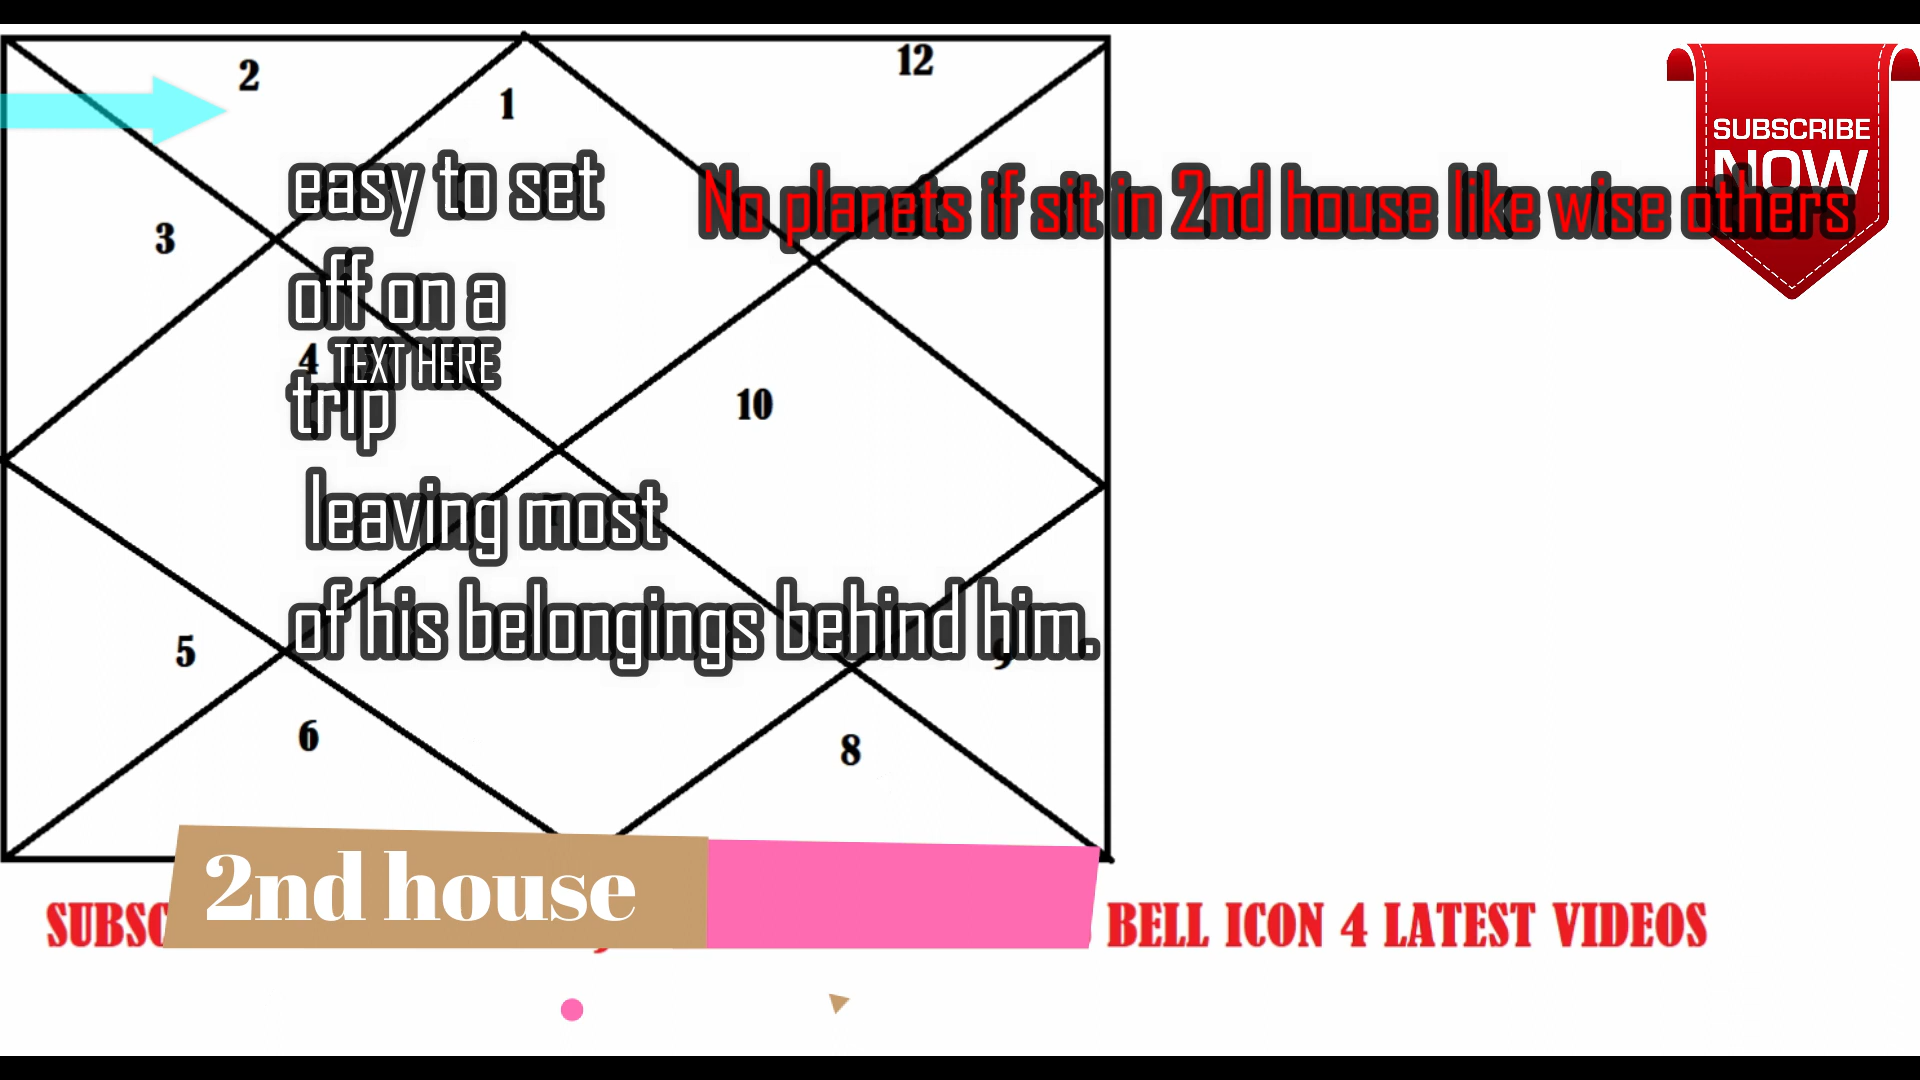 2
12
1
SUBSCRIBE
NOW
easy to set
No planets if sit in 2nd house like wise others
3
off on a
4
TEXT HERE
trip
10
leaving most
of his belongings behind him.
5
9
6
8
2nd house
BELL ICON 4 LATEST VIDEOS